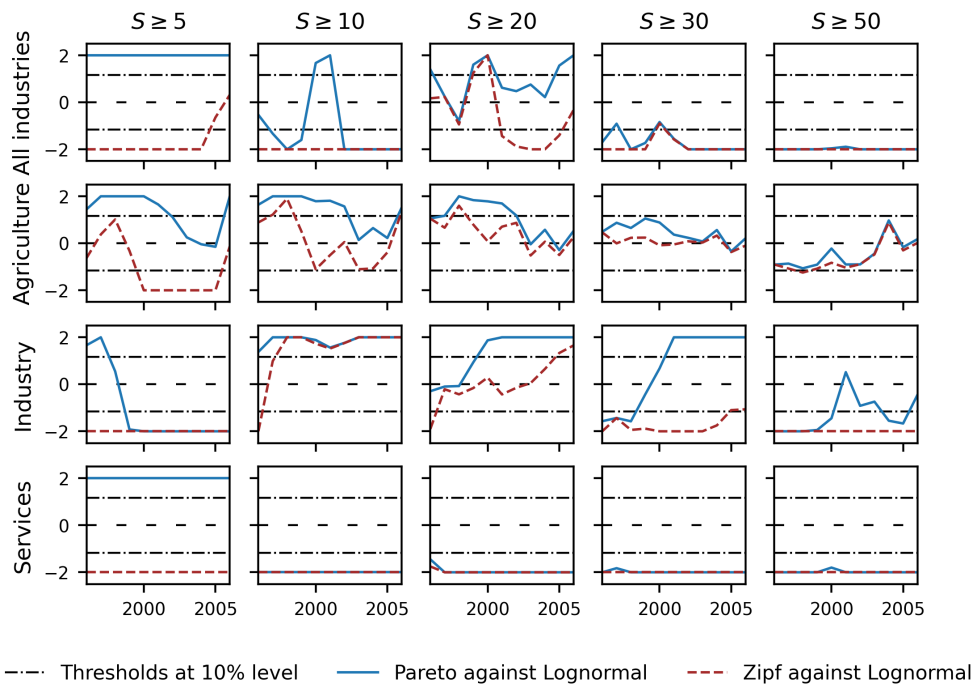 S ≥ 5 S ≥ 10 S ≥ 20 S ≥ 30 S ≥ 50
All industries
2
0
−2
Agriculture
2
0
−2
Industry
2
0
−2
Services
2
0
−2
2000 2005 2000 2005 2000 2005 2000 2005 2000 2005
Thresholds at 10% level Pareto against Lognormal Zipf against Lognormal